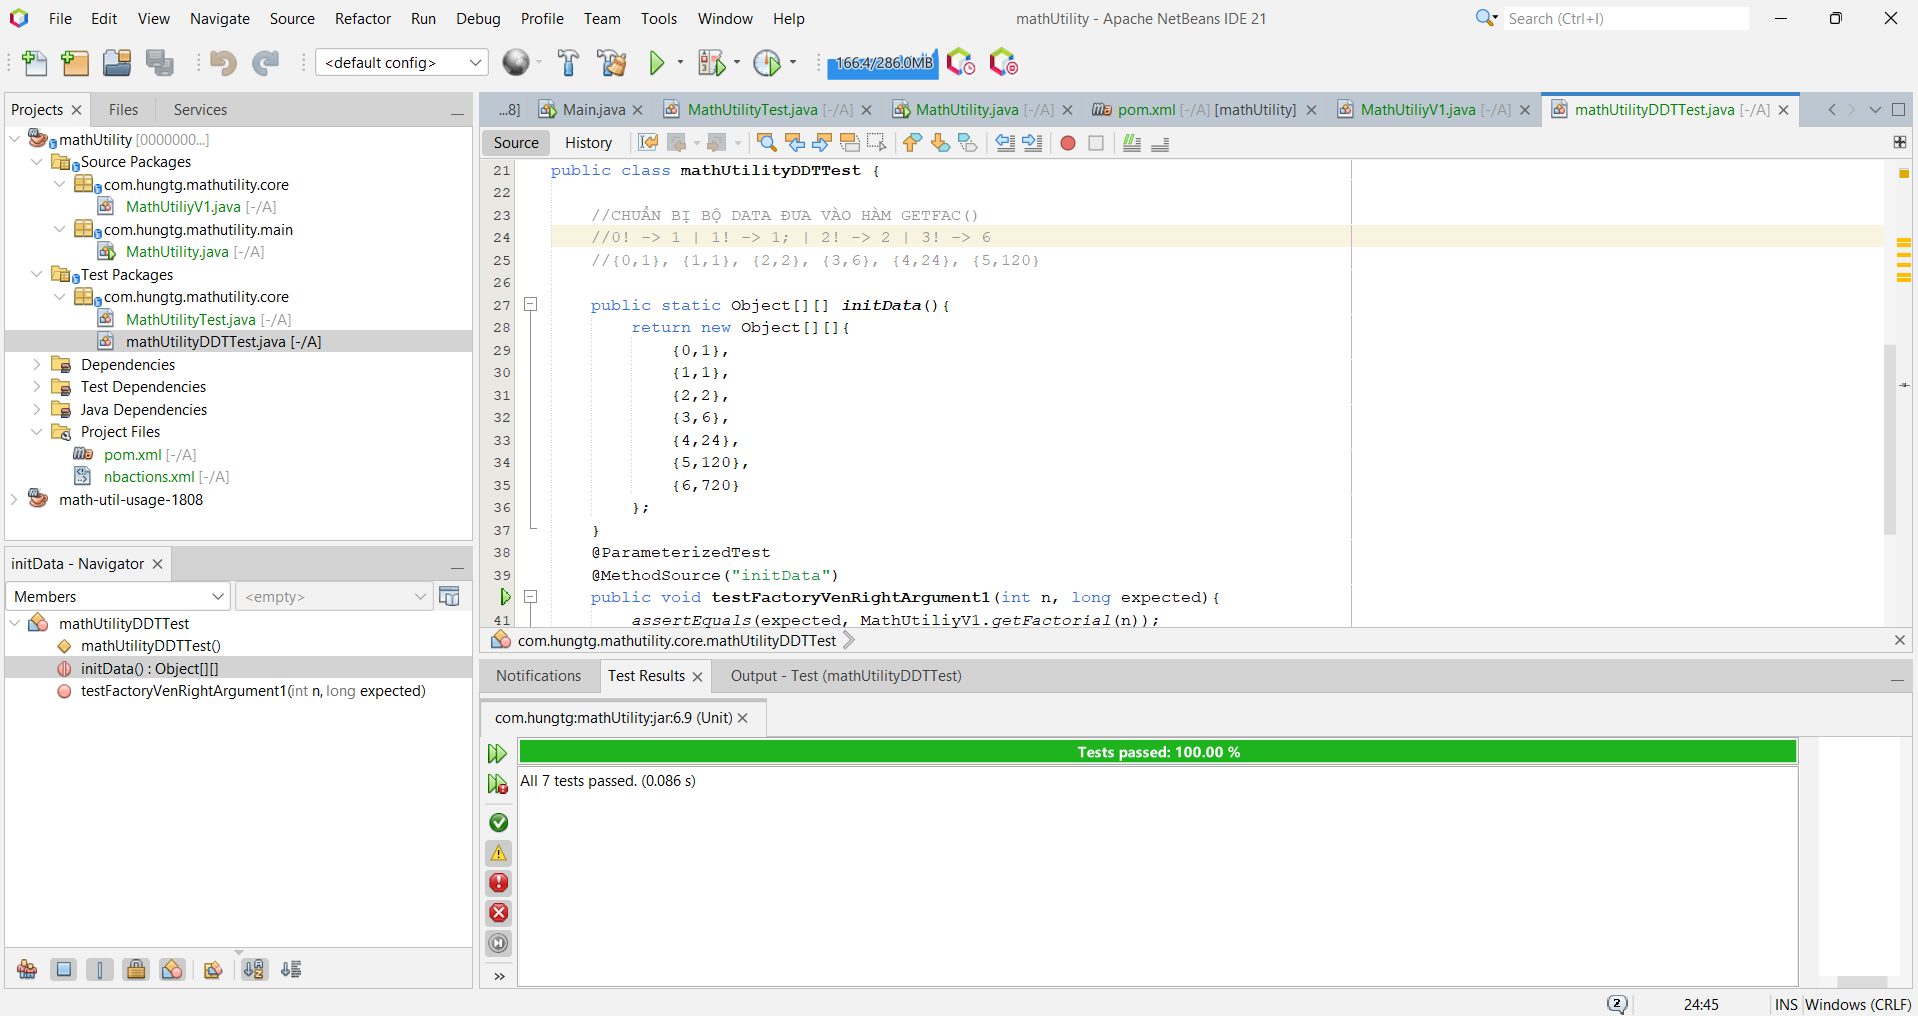 File Edit View Navigate Source Refactor Run Debug Profile Team Tools Window Help
mathUtility - Apache NetBeans IDE 21
Search (Ctrl+I)
<default config>
166.4/286.0MB
Projects
Files
Services
mathUtility [0000000...]
Source Packages
com.hungtg.mathutility.core
MathUtiliyV1.java [-/A]
com.hungtg.mathutility.main
MathUtility.java [-/A]
Test Packages
com.hungtg.mathutility.core
MathUtilityTest.java [-/A]
mathUtilityDDTTest.java [-/A]
Dependencies
Test Dependencies
Java Dependencies
Project Files
pom.xml [-/A]
nbactions.xml [-/A]
math-util-usage-1808
initData - Navigator
Members
<empty>
mathUtilityDDTTest
mathUtilityDDTTest()
initData() : Object[][]
testFactoryVenRightArgument1(int n, long expected)
...8] Main.java MathUtilityTest.java [-/A] MathUtility.java [-/A] pom.xml [-/A] [mathUtility] MathUtiliyV1.java [-/A] mathUtilityDDTTest.java [-/A]
Source History
21 public class mathUtilityDDTTest {
22
23 //CHUẨN BỊ BỘ DATA ĐƯA VÀO HÀM GETFAC()
24 //0! -> 1 | 1! -> 1; | 2! -> 2 | 3! -> 6
25 //{0,1}, {1,1}, {2,2}, {3,6}, {4,24}, {5,120}
26
27 public static Object[][] initData(){
28 return new Object[][]{
29 {0,1},
30 {1,1},
31 {2,2},
32 {3,6},
33 {4,24},
34 {5,120},
35 {6,720}
36 };
37 }
38 @ParameterizedTest
39 @MethodSource("initData")
public void testFactoryVenRightArgument1(int n, long expected){
41 assertEquals(expected, MathUtiliyV1.getFactorial(n));
com.hungtg.mathutility.core.mathUtilityDDTTest
Notifications
Test Results
Output - Test (mathUtilityDDTTest)
com.hungtg:mathUtility:jar:6.9 (Unit)
Tests passed: 100.00 %
All 7 tests passed. (0.086 s)
2
24:45
INS
Windows (CRLF)